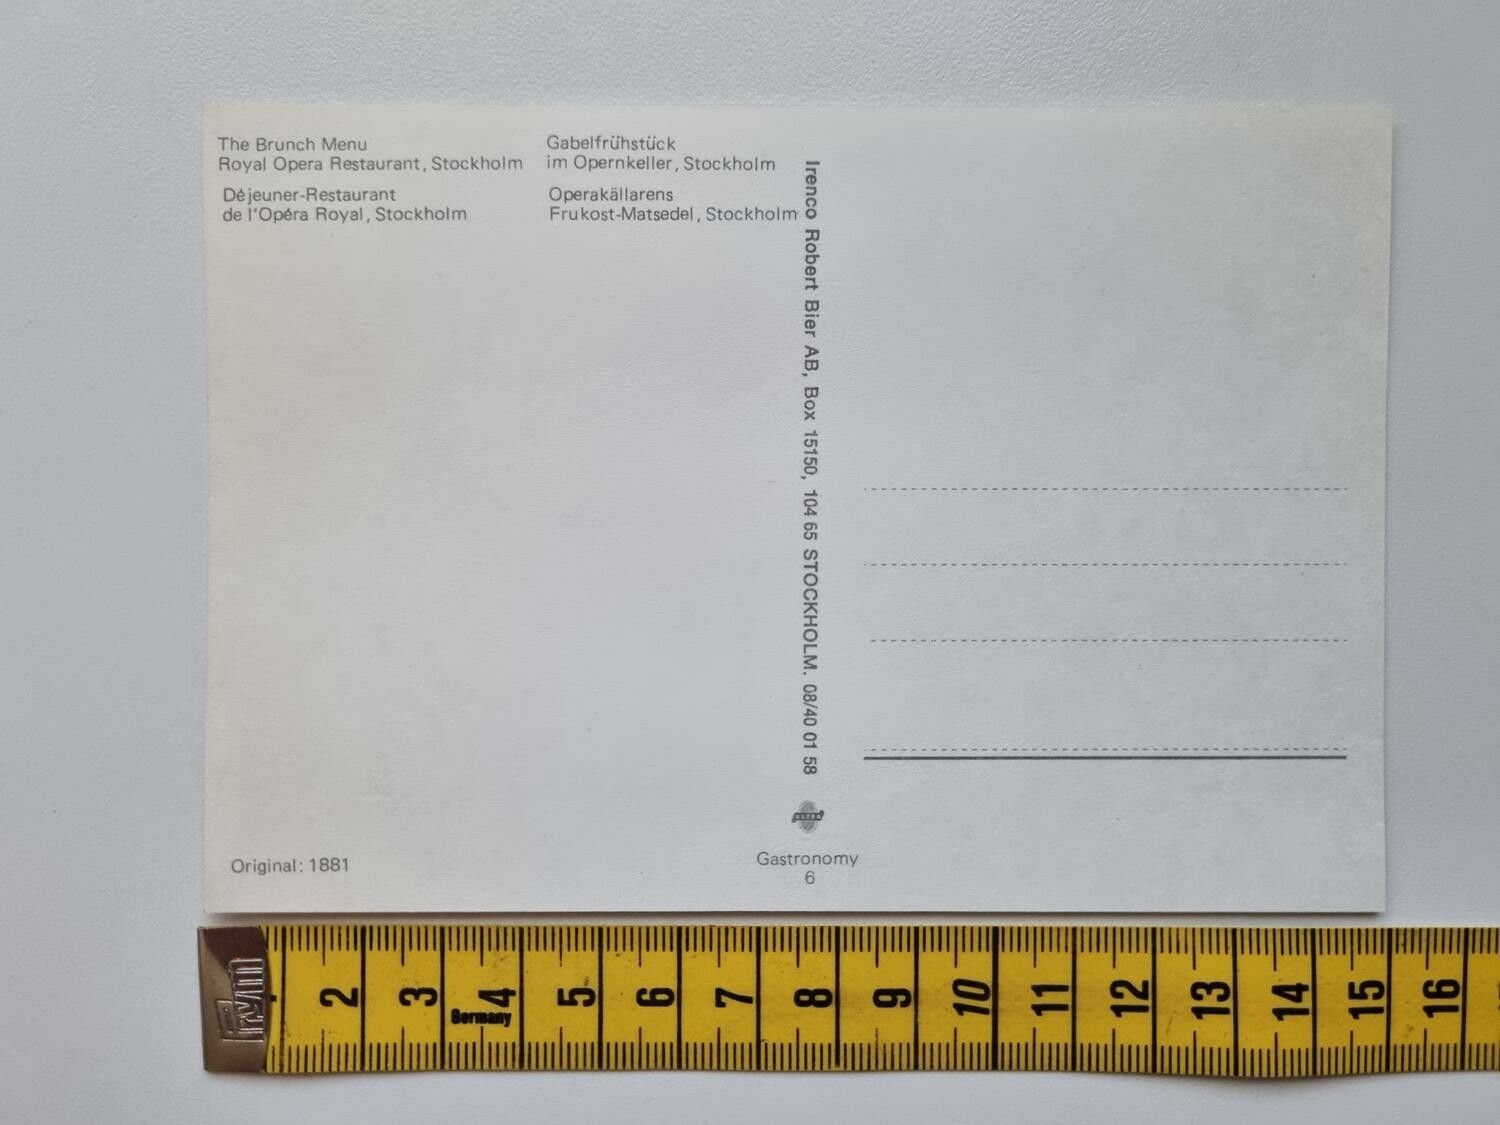 The Brunch Menu
Royal Opera Restaurant, Stockholm
Déjeuner-Restaurant
de l'Opéra Royal, Stockholm
Gabelfrühstück
im Opernkeller, Stockholm
Operakällarens
Frukost-Matsedel, Stockholm
Irenco Robert Bier AB, Box 15150, 104 65 STOCKHOLM. 08/40 01 58
Original: 1881
Gastronomy
6
Prym
2 3 4 5 6 7 8 9 10 11 12 13 14 15 16
Germany